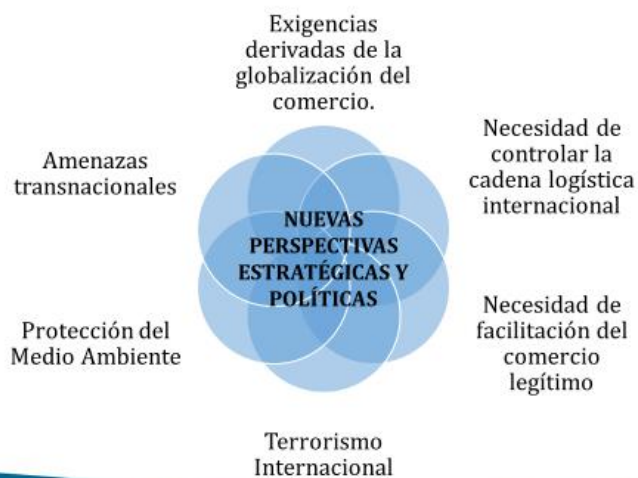 Exigencias
derivadas de la
globalización del
comercio.
Necesidad de
controlar la
cadena logística
internacional
Necesidad de
facilitación del
comercio
legítimo
Terrorismo
Internacional
Protección del
Medio Ambiente
Amenazas
transnacionales
NUEVAS
PERSPECTIVAS
ESTRATÉGICAS Y
POLÍTICAS